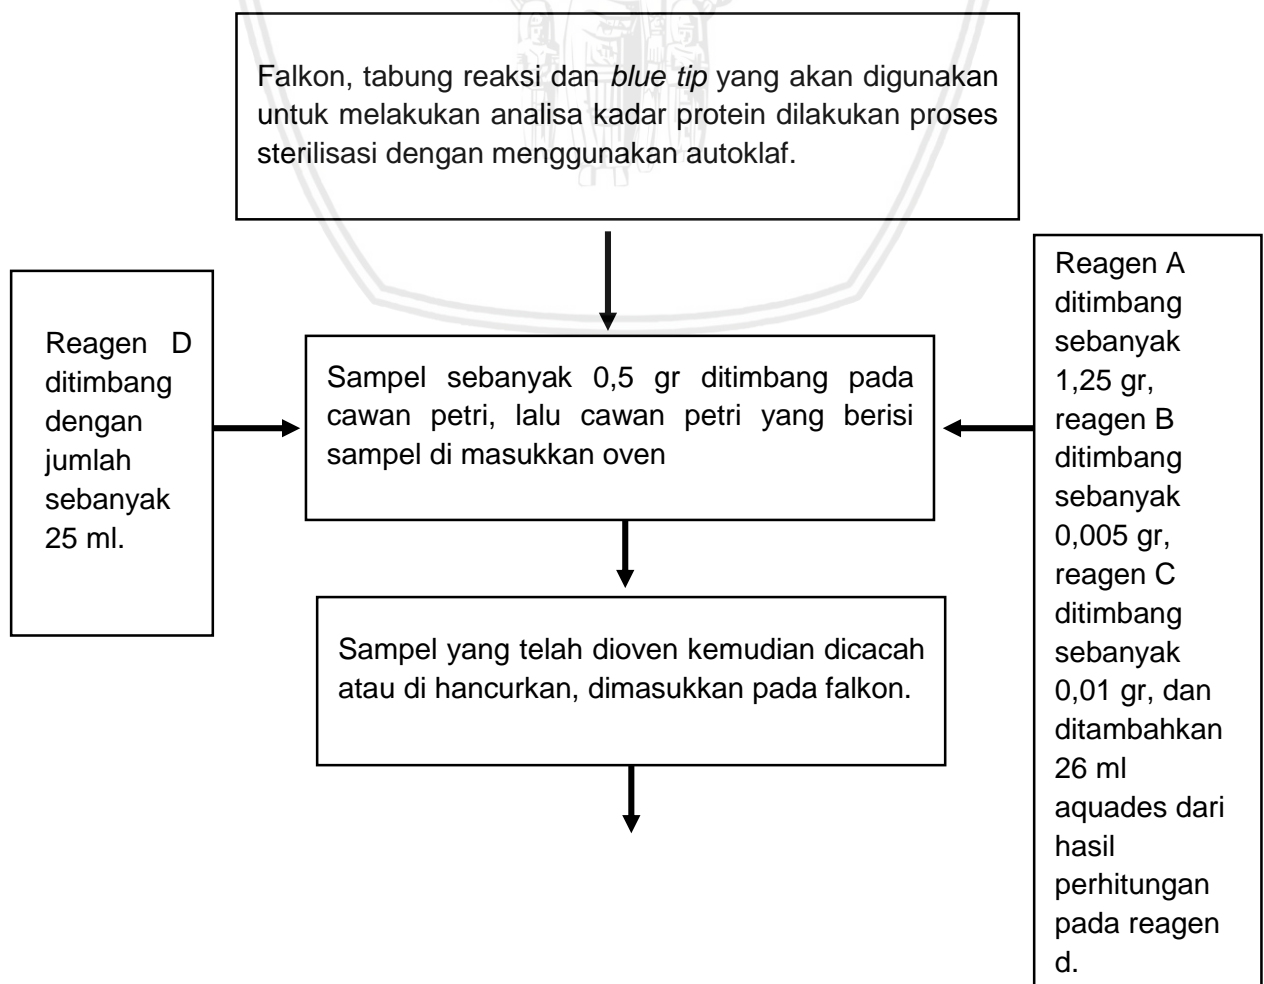 Falkon, tabung reaksi dan blue tip yang akan digunakan
untuk melakukan analisa kadar protein dilakukan proses
sterilisasi dengan menggunakan autoklaf.
Reagen D
ditimbang
dengan
jumlah
sebanyak
25 ml.
Sampel sebanyak 0,5 gr ditimbang pada
cawan petri, lalu cawan petri yang berisi
sampel di masukkan oven
Reagen A
ditimbang
sebanyak
1,25 gr,
reagen B
ditimbang
sebanyak
0,005 gr,
reagen C
ditimbang
sebanyak
0,01 gr, dan
ditambahkan
26 ml
aquades dari
hasil
perhitungan
pada reagen
d.
Sampel yang telah dioven kemudian dicacah
atau di hancurkan, dimasukkan pada falkon.